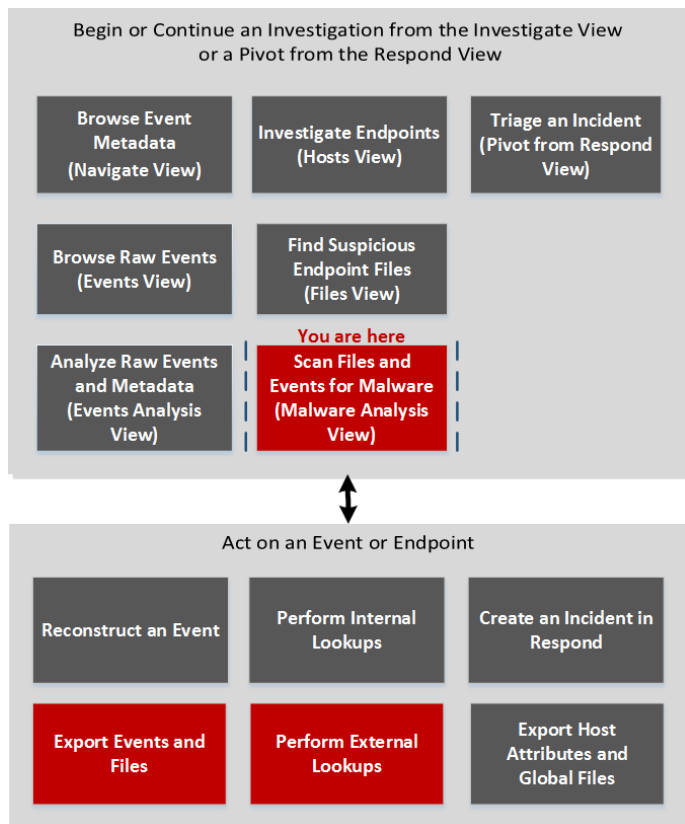 Begin or Continue an Investigation from the Investigate View
or a Pivot from the Respond View
Browse Event
Metadata
(Navigate View)
Investigate Endpoints
(Hosts View)
Triage an Incident
(Pivot from Respond
View)
Browse Raw Events
(Events View)
Find Suspicious
Endpoint Files
(Files View)
You are here
Analyze Raw Events
and Metadata
(Events Analysis
View)
Scan Files and
Events for Malware
(Malware Analysis
View)
Act on an Event or Endpoint
Reconstruct an Event
Perform Internal
Lookups
Create an Incident in
Respond
Export Events and
Files
Perform External
Lookups
Export Host
Attributes and
Global Files